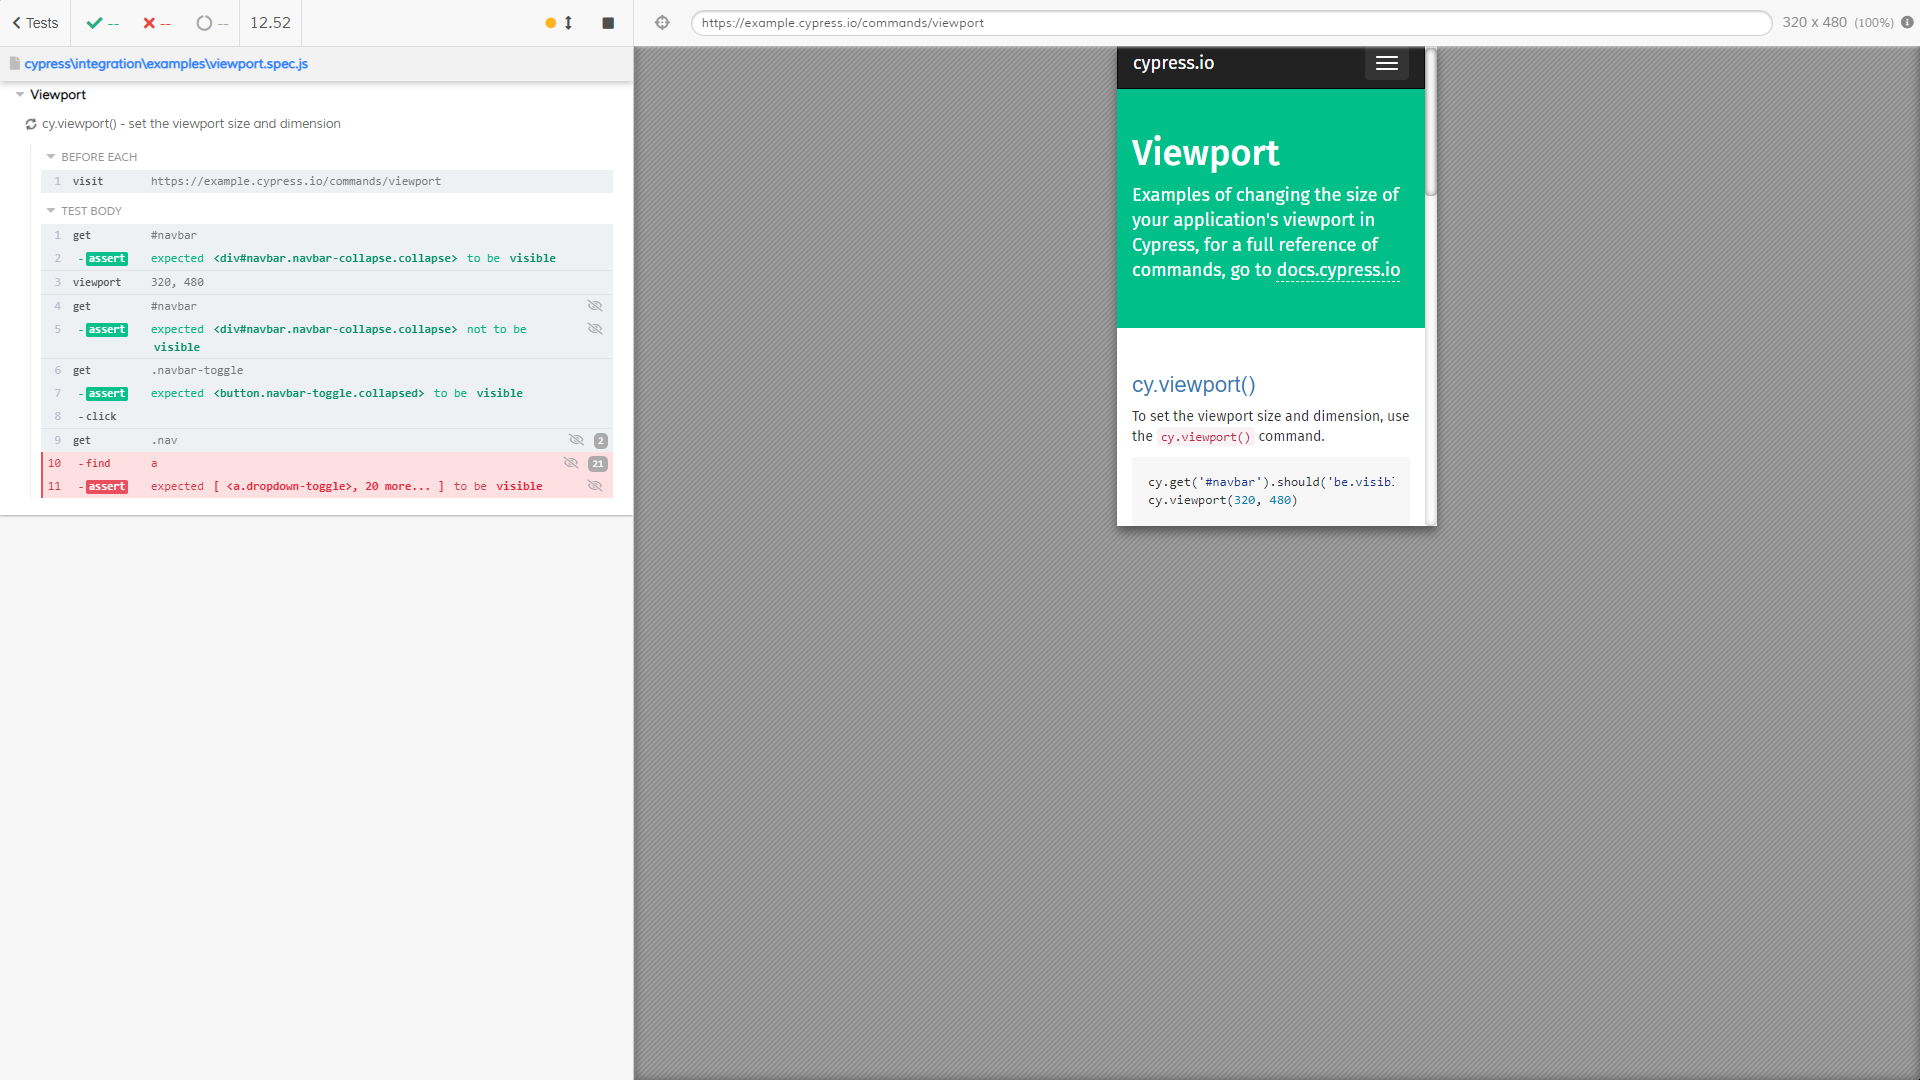 Tests
--
--
--
12.52
https://example.cypress.io/commands/viewport
320 x 480 (100%)
cypress\integration\examples\viewport.spec.js
Viewport
cy.viewport() - set the viewport size and dimension
BEFORE EACH
1 visit https://example.cypress.io/commands/viewport
TEST BODY
1 get #navbar
2 -assert expected <div#navbar.navbar-collapse.collapse> to be visible
3 viewport 320, 480
4 get #navbar
5 -assert expected <div#navbar.navbar-collapse.collapse> not to be
visible
6 get .navbar-toggle
7 -assert expected <button.navbar-toggle.collapsed> to be visible
8 -click
9 get .nav 2
10 -find a 21
11 -assert expected [ <a.dropdown-toggle>, 20 more... ] to be visible
cypress.io
Viewport
Examples of changing the size of
your application's viewport in
Cypress, for a full reference of
commands, go to docs.cypress.io
cy.viewport()
To set the viewport size and dimension, use
the cy.viewport() command.
cy.get('#navbar').should('be.visibl
cy.viewport(320, 480)